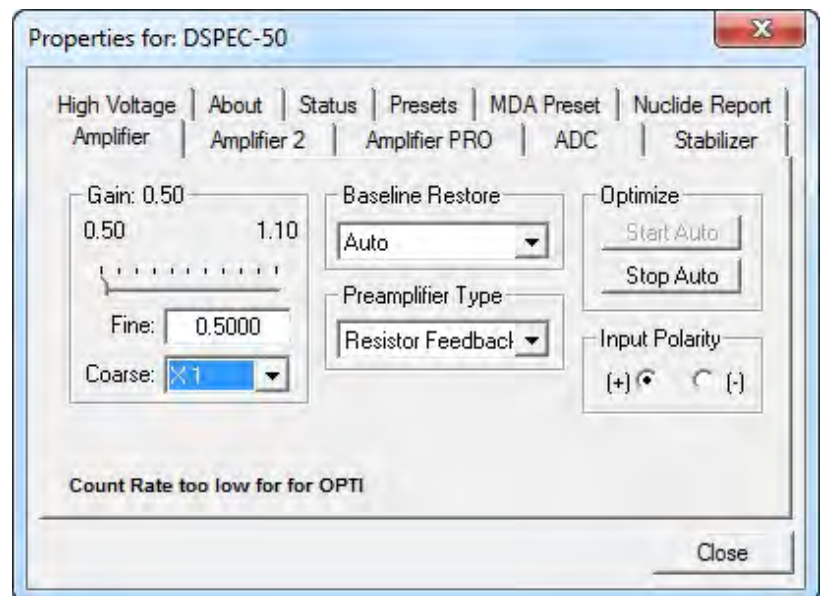 Properties for: DSPEC-50
X
High Voltage About Status Presets MDA Preset Nuclide Report
Amplifier Amplifier 2 Amplifier PRO ADC Stabilizer
Gain: 0.50
0.50 1.10
Fine: 0.5000
Coarse: X 1
Baseline Restore
Auto
Preamplifier Type
Resistor Feedback
Optimize
Start Auto
Stop Auto
Input Polarity
(+) (-)
Count Rate too low for for OPTI
Close